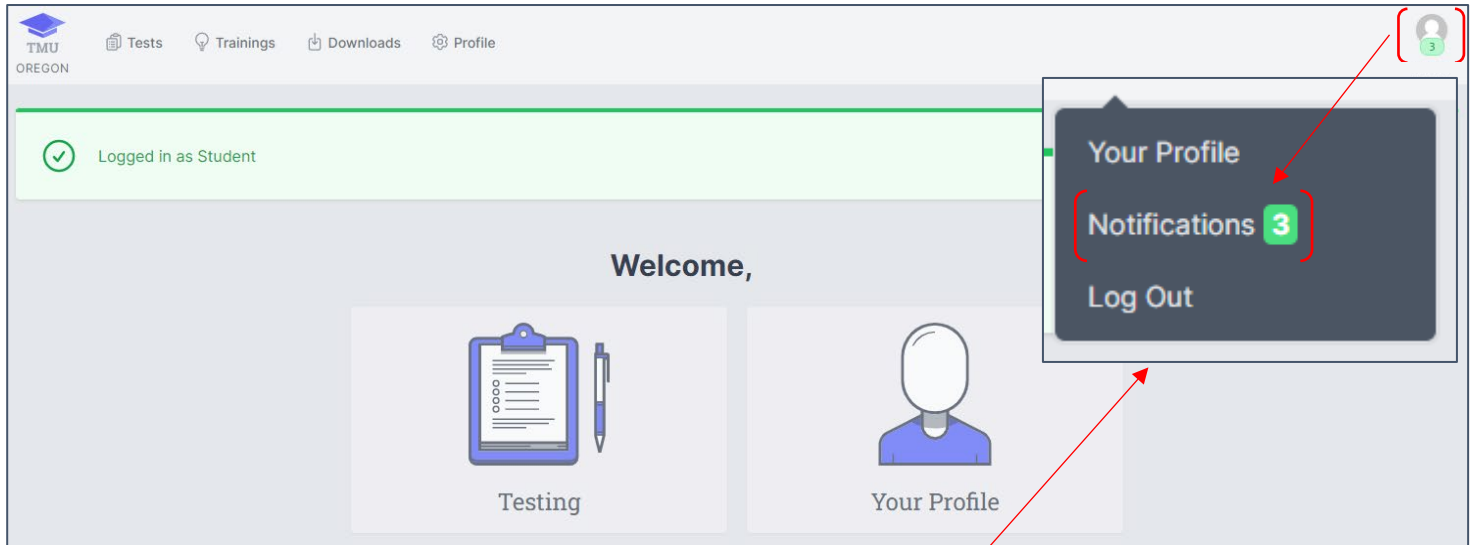 TMU
OREGON
Tests Trainings Downloads Profile
3
Logged in as Student
Your Profile
Notifications 3
Log Out
Welcome,
Testing
Your Profile